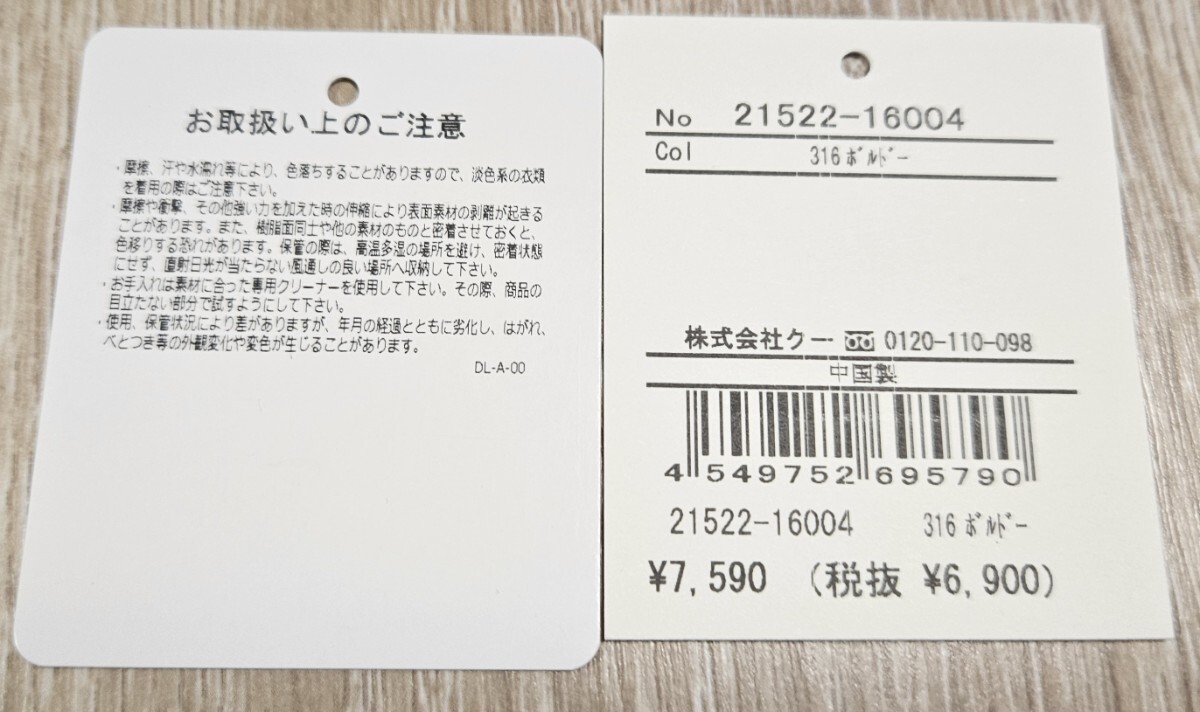 お取扱い上のご注意
・摩擦、汗や水濡れ等により、色落ちすることがありますので、淡色系の衣類
を着用の際はご注意下さい。
・摩擦や衝撃、その他強い力を加えた時の伸縮により表面素材の剥離が起きる
ことがあります。また、樹脂面同士や他の素材のものと密着させておくと、
色移りする恐れがあります。保管の際は、高温多湿の場所を避け、密着状態
にせず、直射日光が当たらない風通しの良い場所へ収納して下さい。
・お手入れは素材に合った専用クリーナーを使用して下さい。その際、商品の
目立たない部分で試すようにして下さい。
・使用、保管状況により差がありますが、年月の経過とともに劣化し、はがれ、
べとつき等の外観変化や変色が生じることがあります。
DL-A-00
No 21522-16004
Col 316 ﾎﾞﾙﾄﾞｰ
株式会社クー 0120-110-098
中国製
4 549752 695790
21522-16004 316 ﾎﾞﾙﾄﾞｰ
¥7,590 (税抜 ¥6,900)